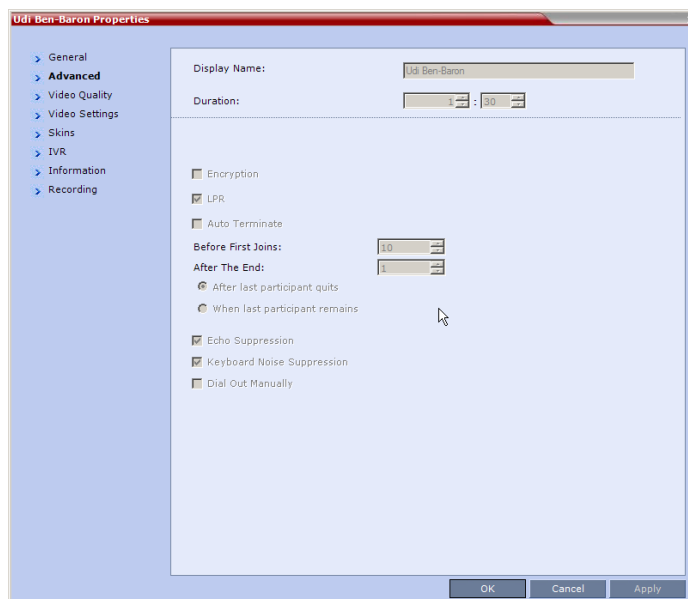 Udi Ben-Baron Properties
General
Advanced
Video Quality
Video Settings
Skins
IVR
Information
Recording
Display Name: Udi Ben-Baron
Duration: 1 : 30
Encryption
LPR
Auto Terminate
Before First Joins: 10
After The End: 1
After last participant quits
When last participant remains
Echo Suppression
Keyboard Noise Suppression
Dial Out Manually
OK Cancel Apply